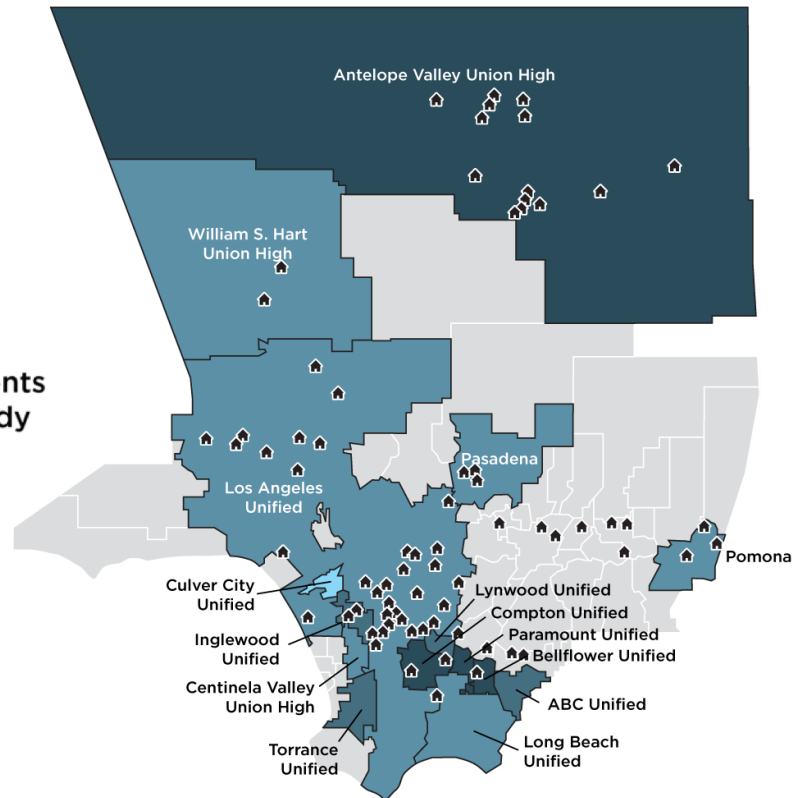 Antelope Valley Union High
William S. Hart
Union High
nts
dy
Pasadena
Los Angeles
Unified
Pomona
Culver City
Unified
Lynwood Unified
Compton Unified
Paramount Unified
Inglewood
Unified
Bellflower Unified
Centinela Valley
Union High
ABC Unified
Torrance
Unified
Long Beach
Unified